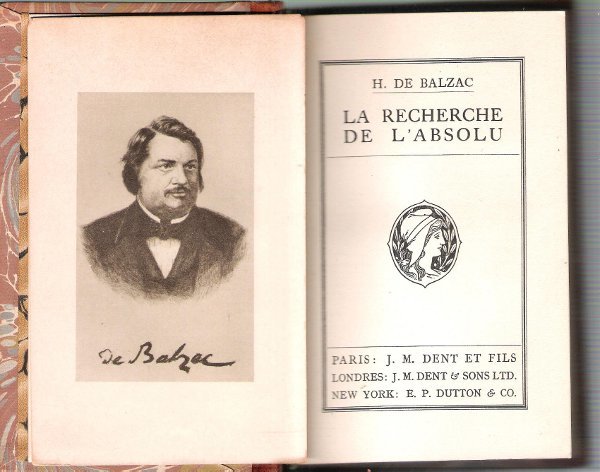 de Balzac
H. DE BALZAC
LA RECHERCHE
DE L'ABSOLU
PARIS: J. M. DENT ET FILS
LONDRES: J. M. DENT & SONS LTD.
NEW YORK: E. P. DUTTON & CO.